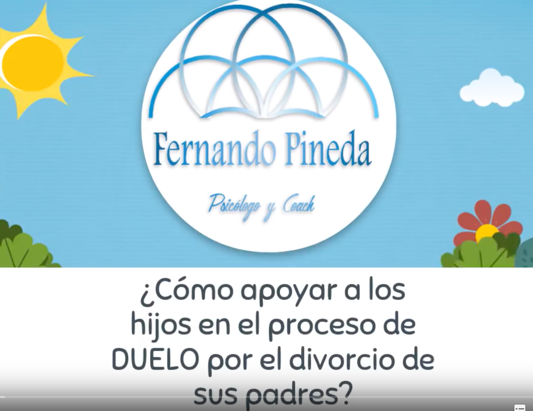 Fernando Pineda
Psicólogo y Coach
¿Cómo apoyar a los
hijos en el proceso de
DUELO por el divorcio de
sus padres?